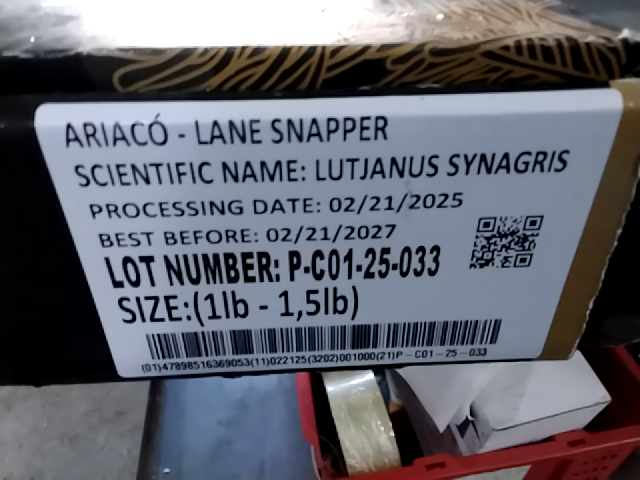 ARIACÓ - LANE SNAPPER
SCIENTIFIC NAME: LUTJANUS SYNAGRIS
PROCESSING DATE: 02/21/2025
BEST BEFORE: 02/21/2027
LOT NUMBER: P-C01-25-033
SIZE:(1lb - 1,5lb)
(01)47898516369053(11)022125(3202)001000(21)P-C01-25-033